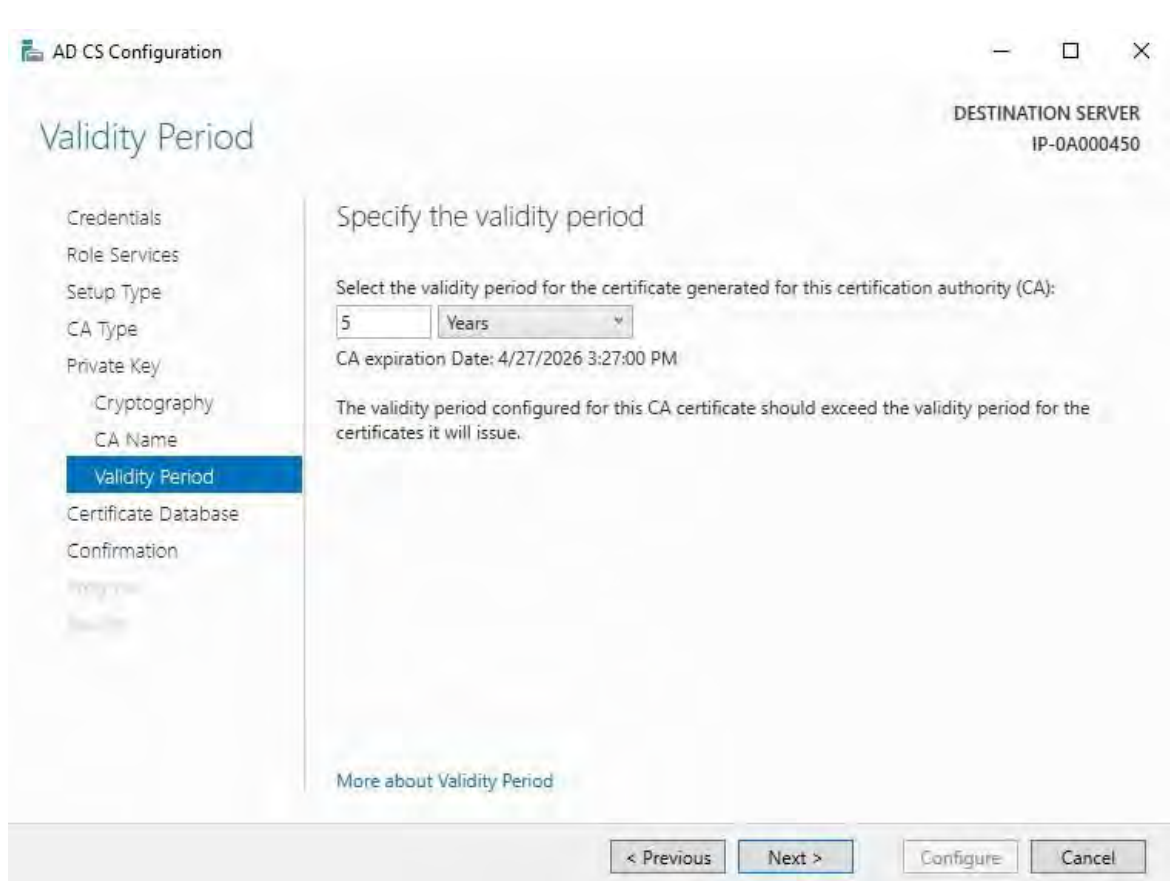 AD CS Configuration
Validity Period
DESTINATION SERVER
IP-0A000450
Credentials
Role Services
Setup Type
CA Type
Private Key
Cryptography
CA Name
Validity Period
Certificate Database
Confirmation
Specify the validity period
Select the validity period for the certificate generated for this certification authority (CA):
5 Years
CA expiration Date: 4/27/2026 3:27:00 PM
The validity period configured for this CA certificate should exceed the validity period for the
certificates it will issue.
More about Validity Period
< Previous Next > Configure Cancel